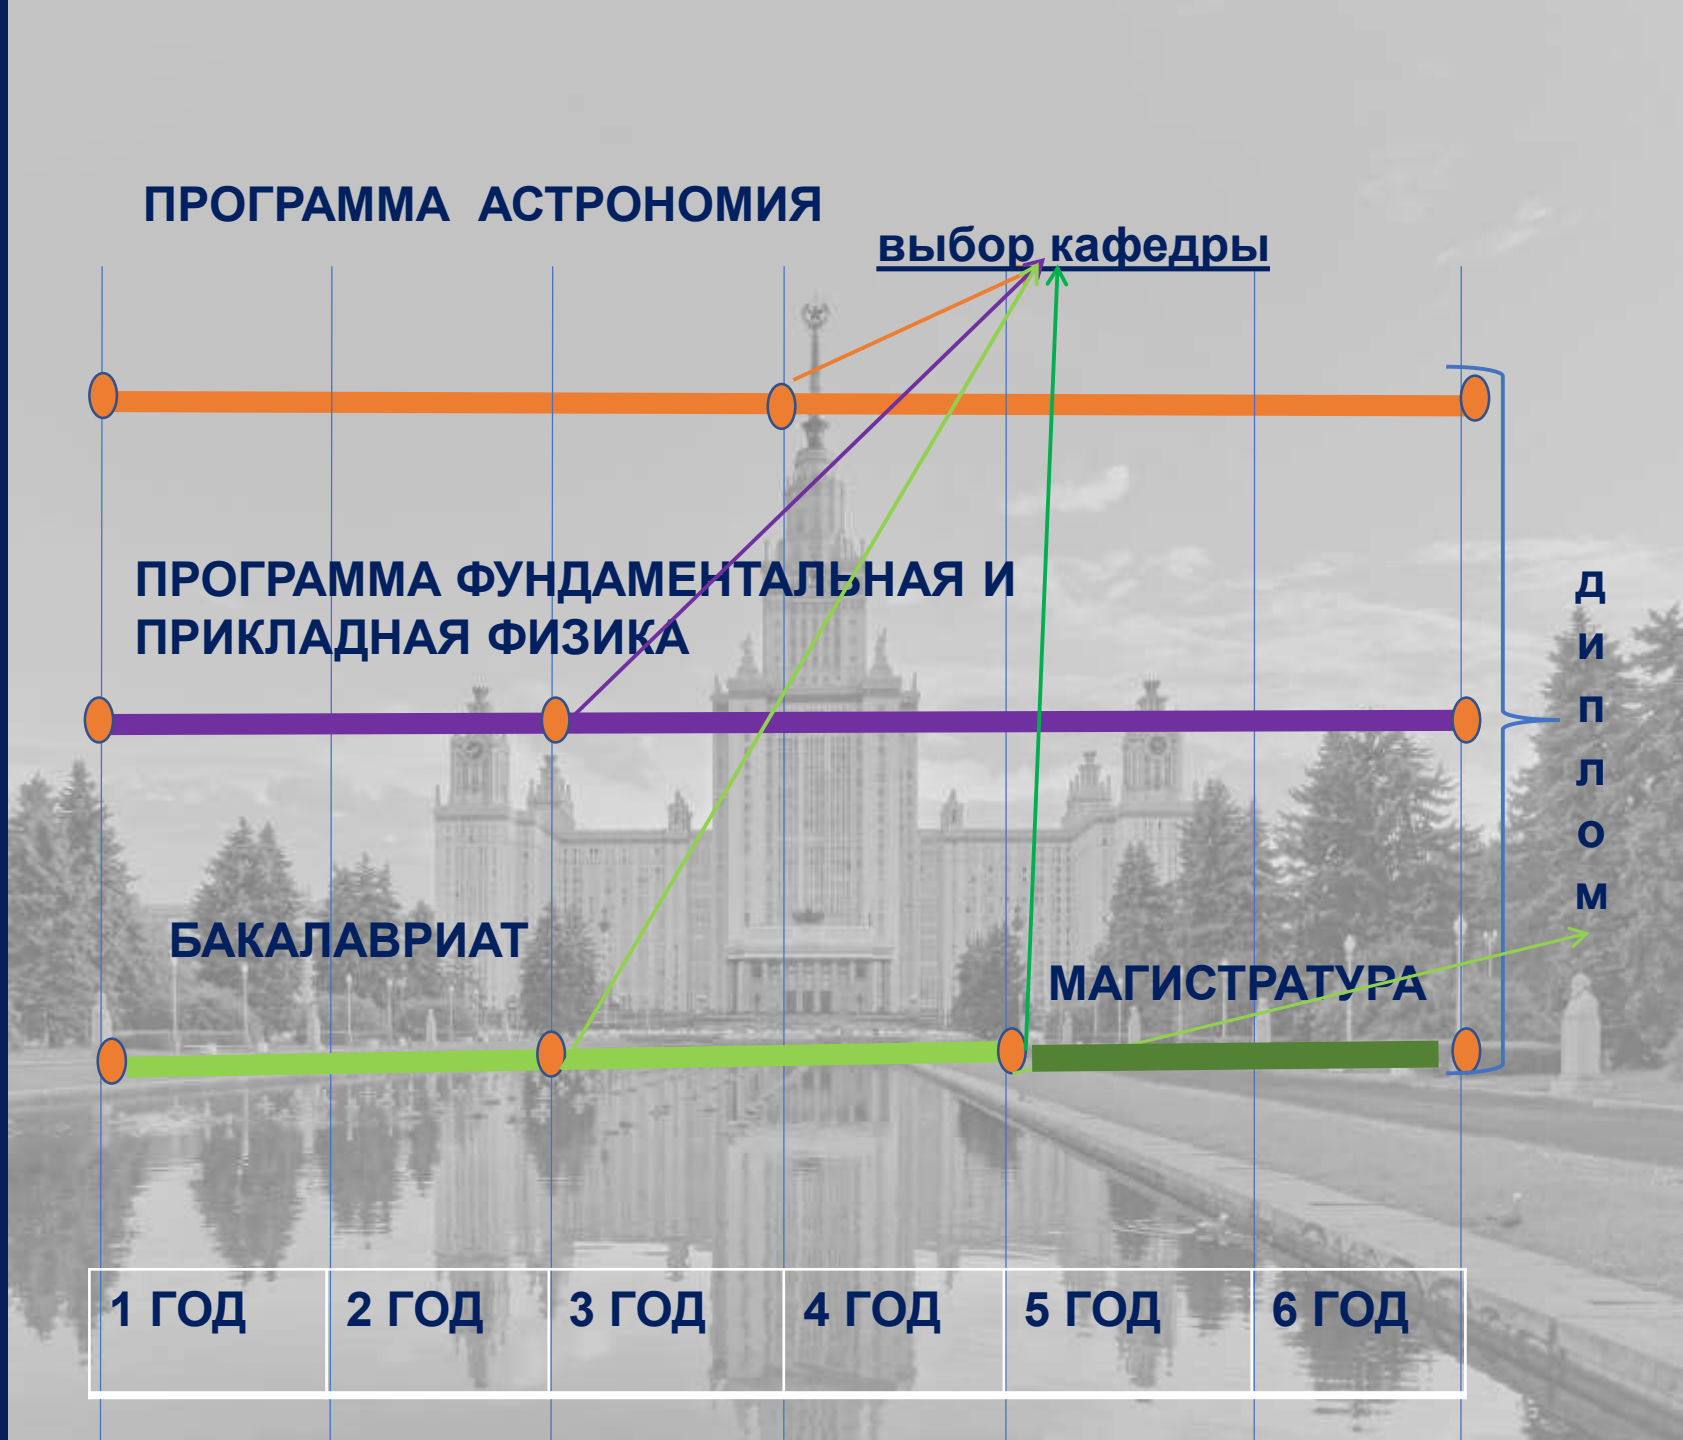 ПРОГРАММА АСТРОНОМИЯ
выбор кафедры
ПРОГРАММА ФУНДАМЕНТАЛЬНАЯ И
ПРИКЛАДНАЯ ФИЗИКА
диплом
БАКАЛАВРИАТ
МАГИСТРАТУРА
1 ГОД 2 ГОД 3 ГОД 4 ГОД 5 ГОД 6 ГОД